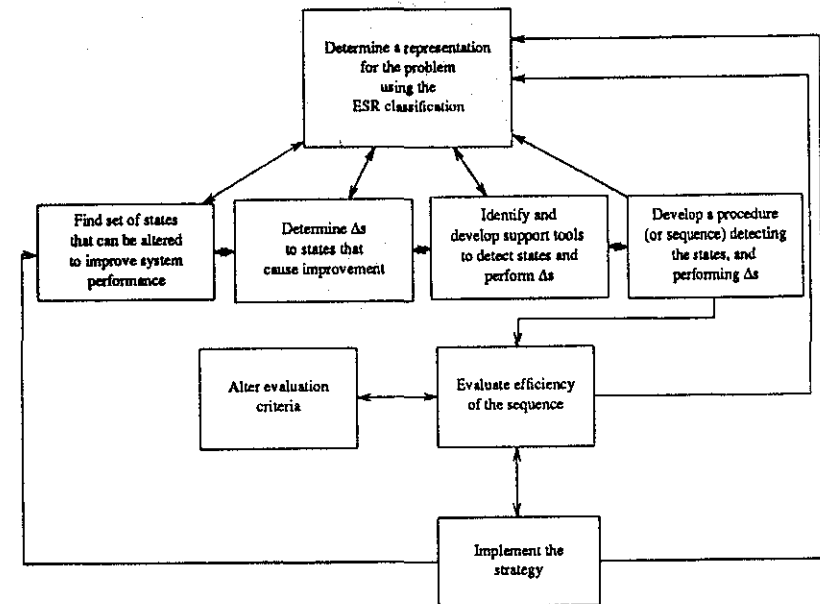 Determine a representation
for the problem
using the
ESR classification
Find set of states
that can be altered
to improve system
performance
Determine Δs
to states that
cause improvement
Identify and
develop support tools
to detect states and
perform Δs
Develop a procedure
(or sequence) detecting
the states, and
performing Δs
Alter evaluation
criteria
Evaluate efficiency
of the sequence
Implement the
strategy